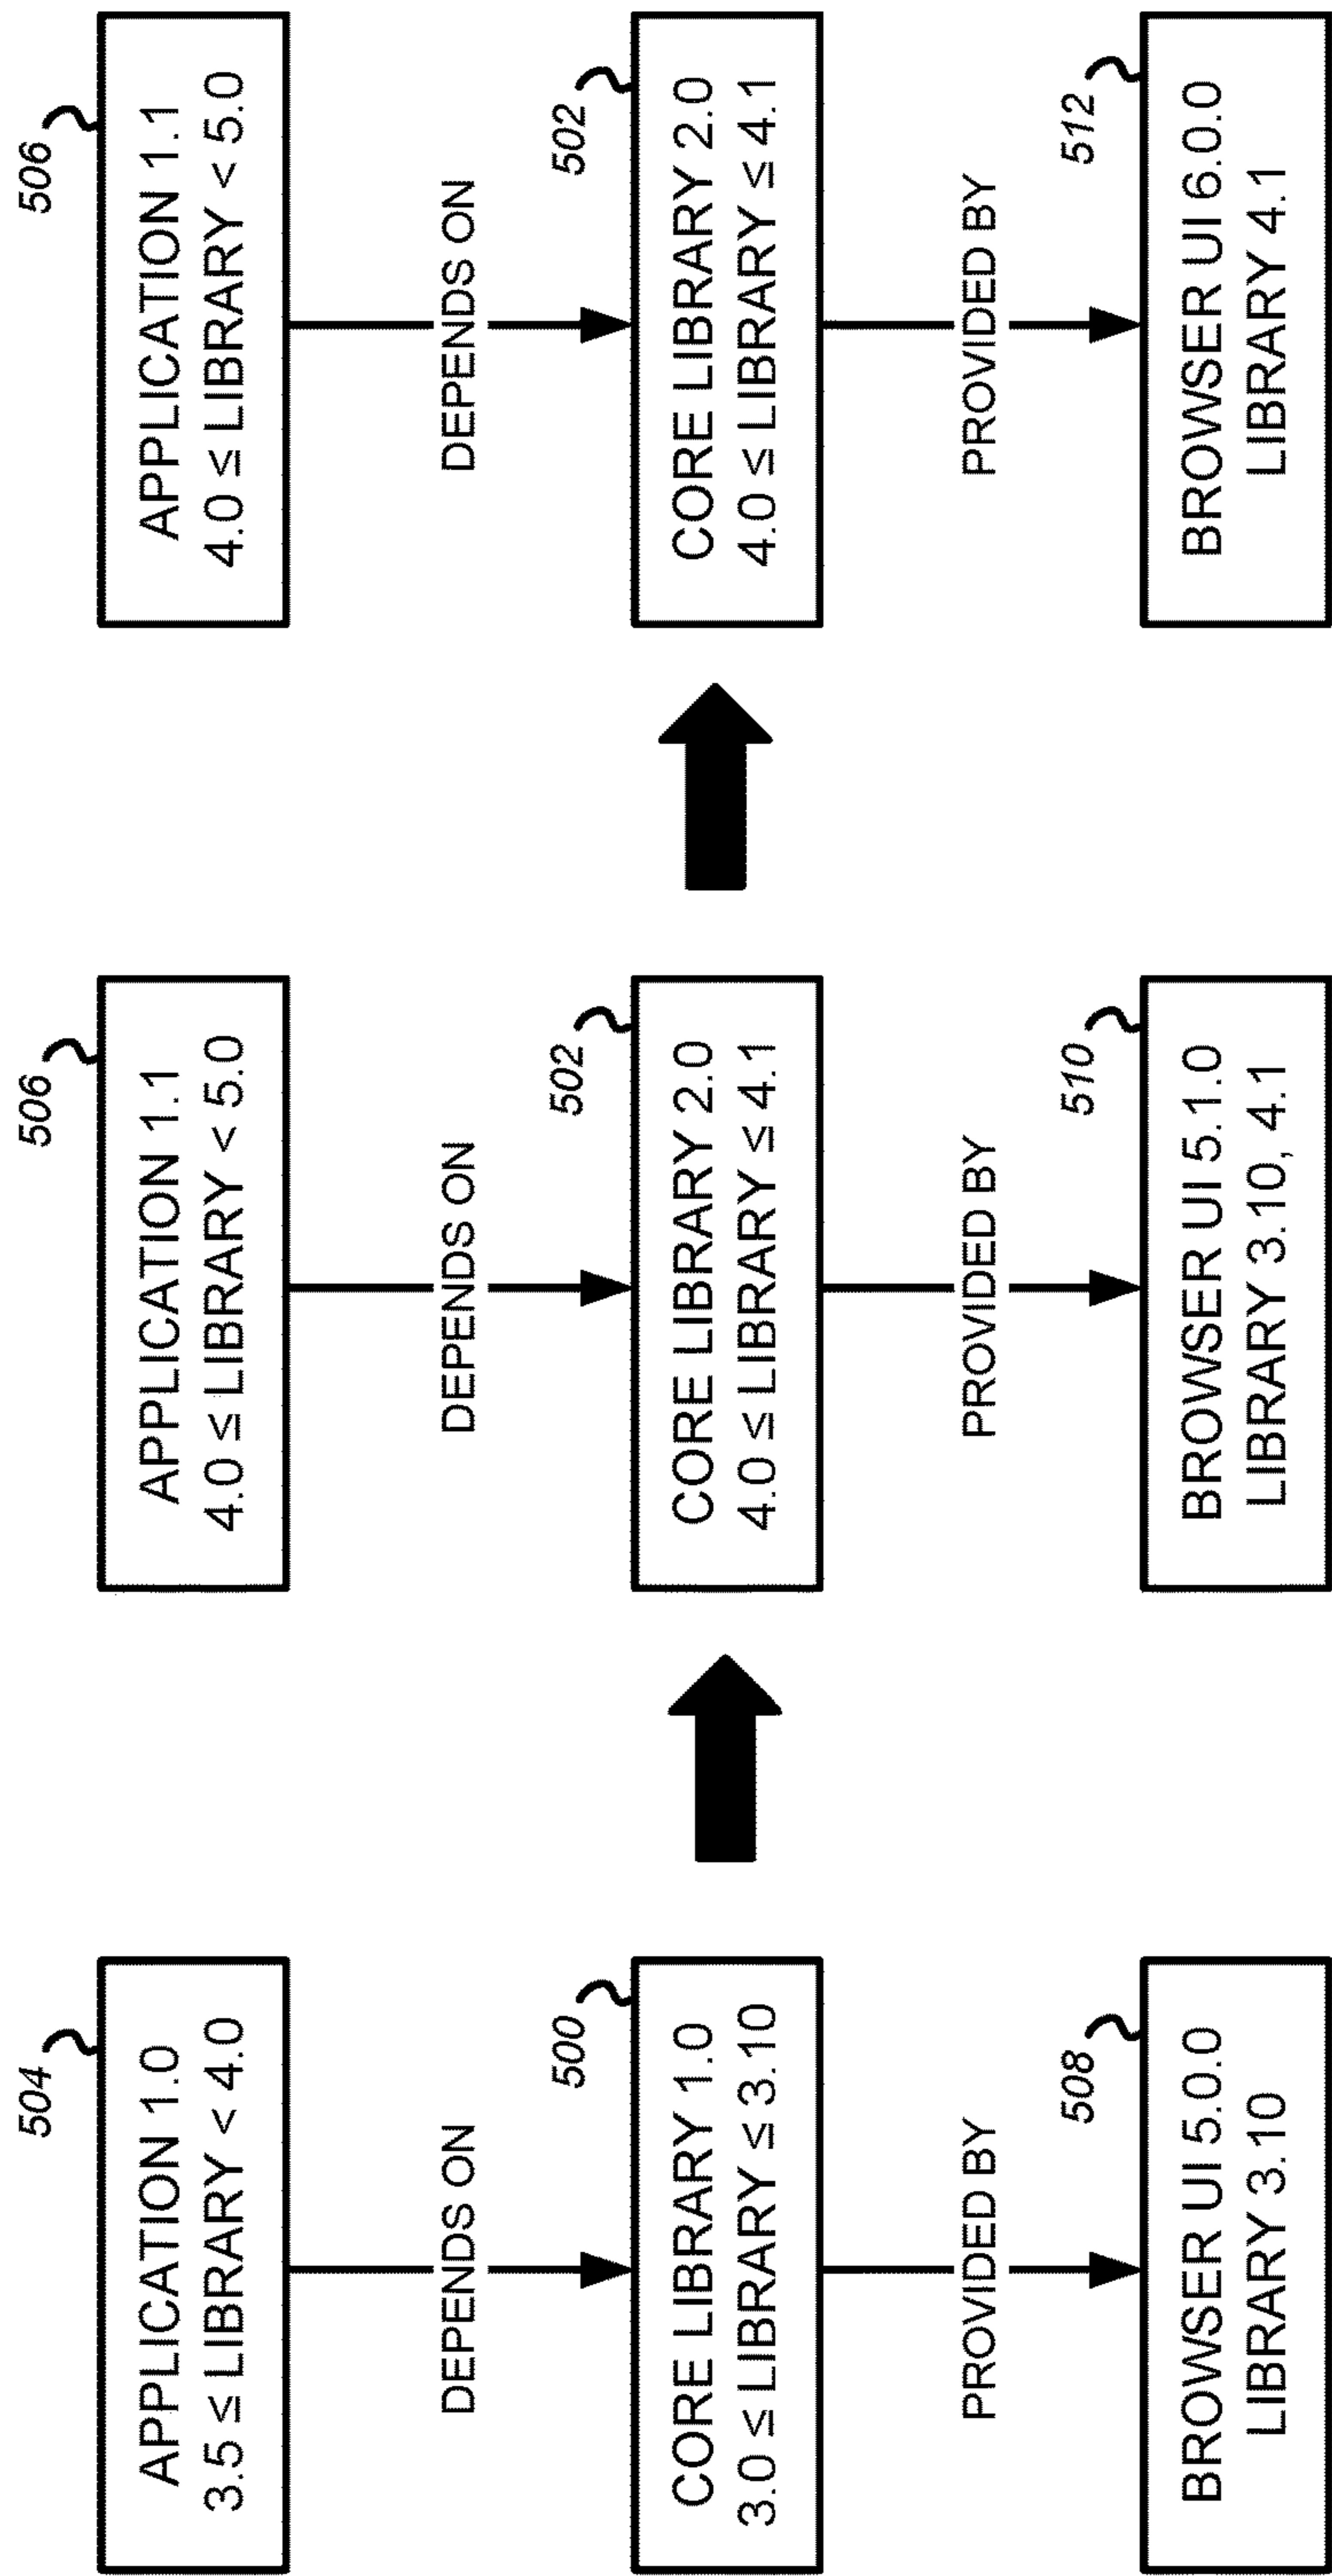 504
APPLICATION 1.0
3.5 ≤ LIBRARY < 4.0
DEPENDS ON
500
CORE LIBRARY 1.0
3.0 ≤ LIBRARY ≤ 3.10
PROVIDED BY
508
BROWSER UI 5.0.0
LIBRARY 3.10
506
APPLICATION 1.1
4.0 ≤ LIBRARY < 5.0
DEPENDS ON
502
CORE LIBRARY 2.0
4.0 ≤ LIBRARY ≤ 4.1
PROVIDED BY
510
BROWSER UI 5.1.0
LIBRARY 3.10, 4.1
506
APPLICATION 1.1
4.0 ≤ LIBRARY < 5.0
DEPENDS ON
502
CORE LIBRARY 2.0
4.0 ≤ LIBRARY ≤ 4.1
PROVIDED BY
512
BROWSER UI 6.0.0
LIBRARY 4.1